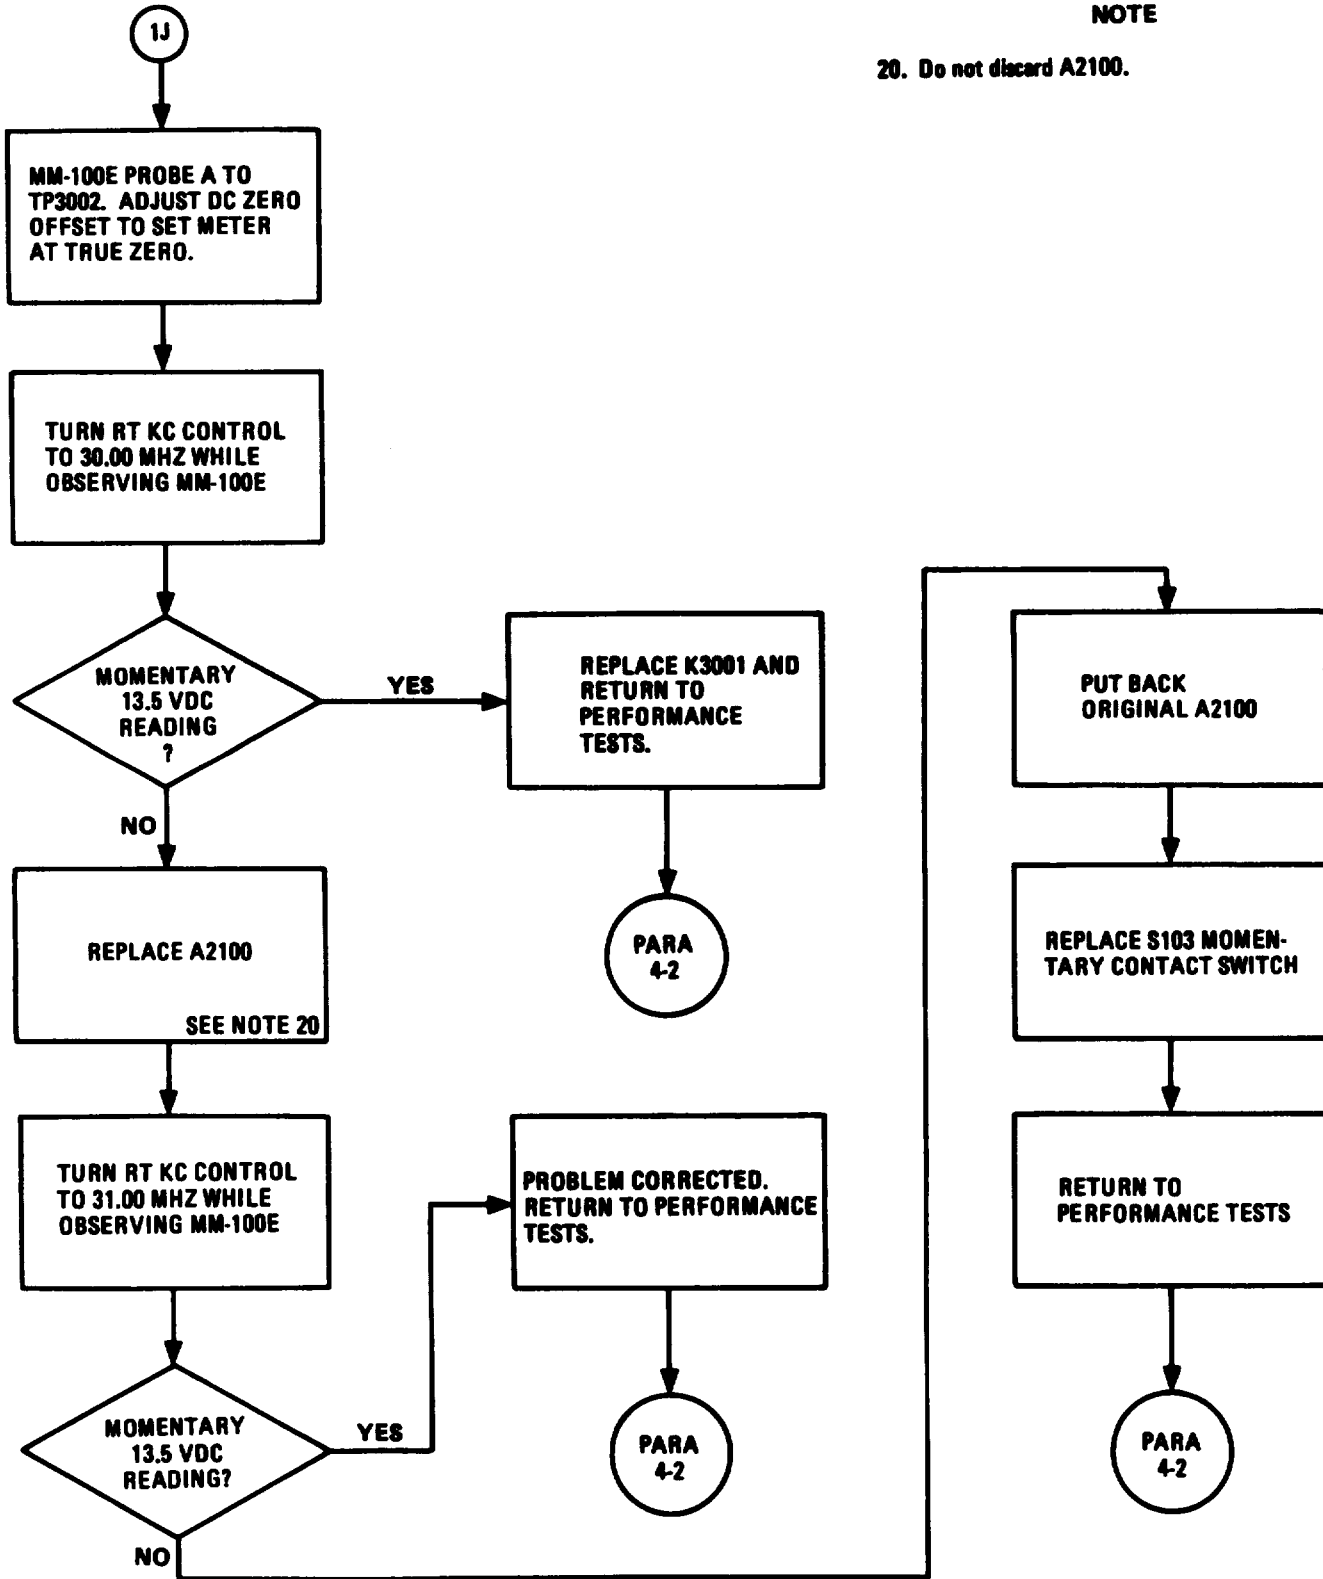 1J
NOTE
20. Do not discard A2100.
MM-100E PROBE A TO
TP3002. ADJUST DC ZERO
OFFSET TO SET METER
AT TRUE ZERO.
TURN RT KC CONTROL
TO 30.00 MHZ WHILE
OBSERVING MM-100E
MOMENTARY
13.5 VDC
READING
?
YES
REPLACE K3001 AND
RETURN TO
PERFORMANCE
TESTS.
PARA
4-2
NO
REPLACE A2100
SEE NOTE 20
TURN RT KC CONTROL
TO 31.00 MHZ WHILE
OBSERVING MM-100E
MOMENTARY
13.5 VDC
READING?
YES
PROBLEM CORRECTED.
RETURN TO PERFORMANCE
TESTS.
PARA
4-2
NO
PUT BACK
ORIGINAL A2100
REPLACE S103 MOMEN-
TARY CONTACT SWITCH
RETURN TO
PERFORMANCE TESTS
PARA
4-2